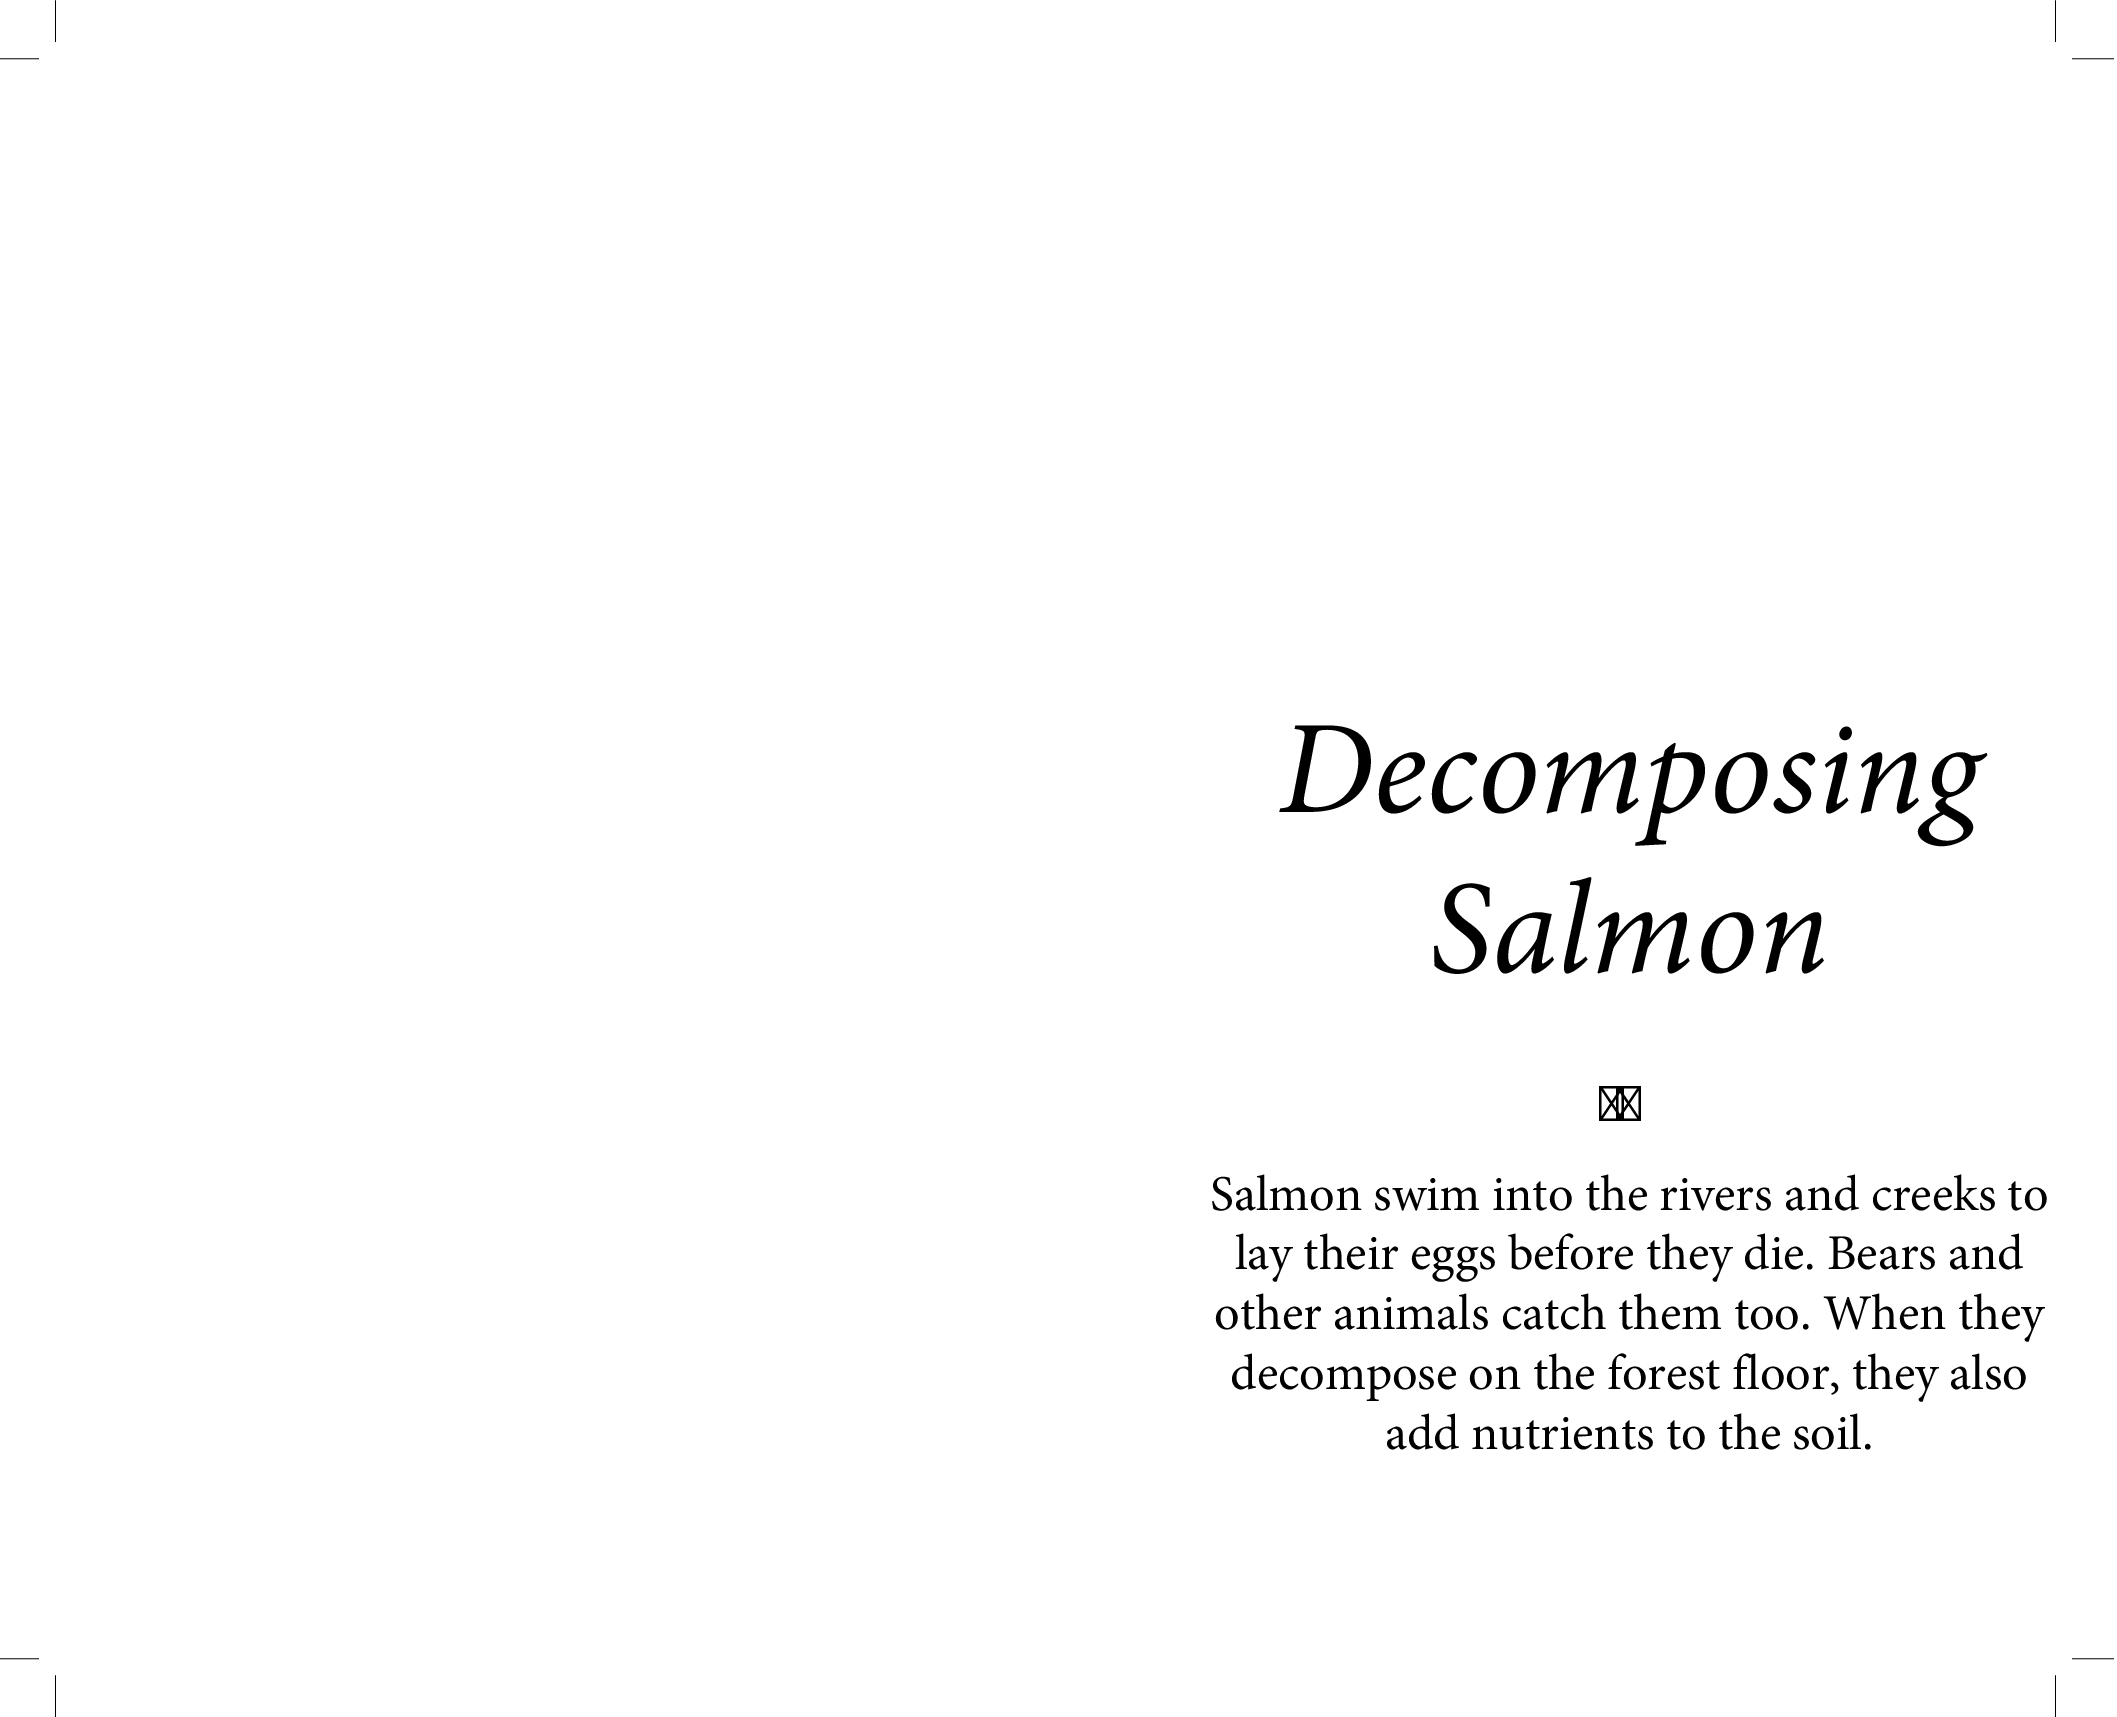 Decomposing
Salmon
Salmon swim into the rivers and creeks to
lay their eggs before they die. Bears and
other animals catch them too. When they
decompose on the forest floor, they also
add nutrients to the soil.